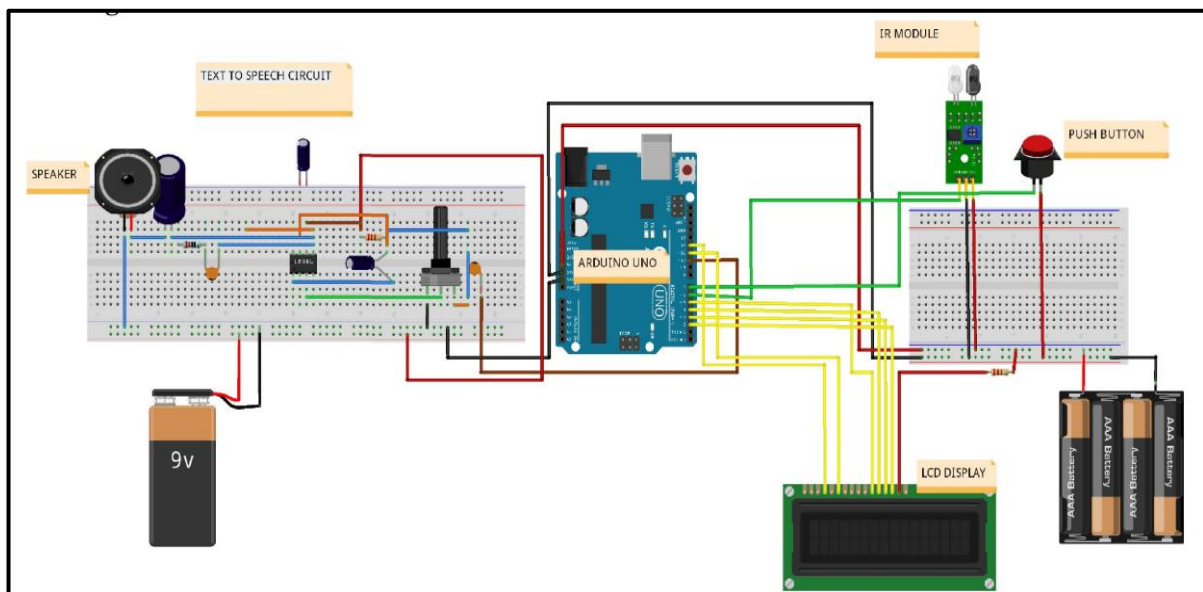 TEXT TO SPEECH CIRCUIT
IR MODULE
PUSH BUTTON
SPEAKER
ARDUINO UNO
UNO
9v
LCD DISPLAY
AAA Battery
AAA Battery
AAA Battery
AAA Battery